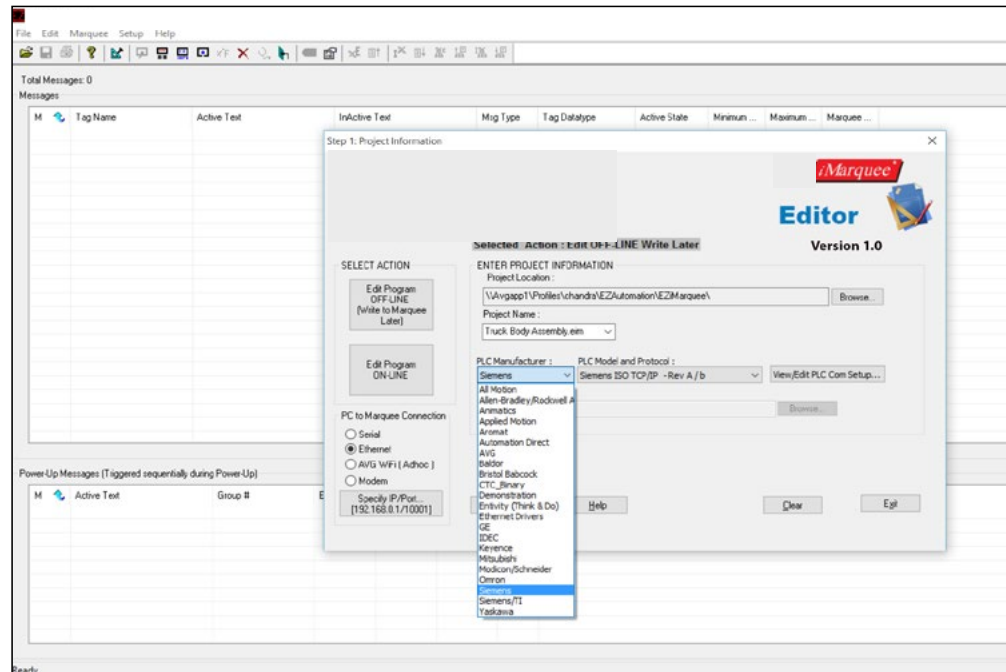 File Edit Marquee Setup Help
Total Messages: 0
Messages
M Tag Name Active Text InActive Text Msg Type Tag Datatype Active State Minimun ... Maximum ... Marquee ...
Step 1: Project Information
iMarquee
Editor
Version 1.0
Selected Action : Edit OFF-LINE Write Later
SELECT ACTION
Edit Program
OFF-LINE
(Write to Marquee
Later)
Edit Program
ON-LINE
PC to Marquee Connection
Serial
Ethernet
AVG WiFi ( Adhoc )
Modem
Specify IP/Port...
[192.168.0.1/10001]
ENTER PROJECT INFORMATION
Project Location :
\\Avgapp1\Profiles\chandra\EZAutomation\EZiMarquee\
Browse...
Project Name :
Truck Body Assembly.eim
PLC Manufacturer : PLC Model and Protocol :
Siemens Siemens ISO TCP/IP -Rev A / b View/Edit PLC Com Setup...
All Motion
Allen-Bradley/Rockwell A
Animatics
Applied Motion
Aromat
Automation Direct
AVG
Baldor
Bristol Babcock
CTC_Binary
Demonstration
Entivity (Think & Do)
Ethernet Drivers
GE
IDEC
Keyence
Mitsubishi
Modicon/Schneider
Omron
Siemens
Siemens/TI
Yaskawa
Browse...
Help Clear Exit
Power-Up Messages (Triggered sequentially during Power-Up)
M Active Text Group # E
Ready